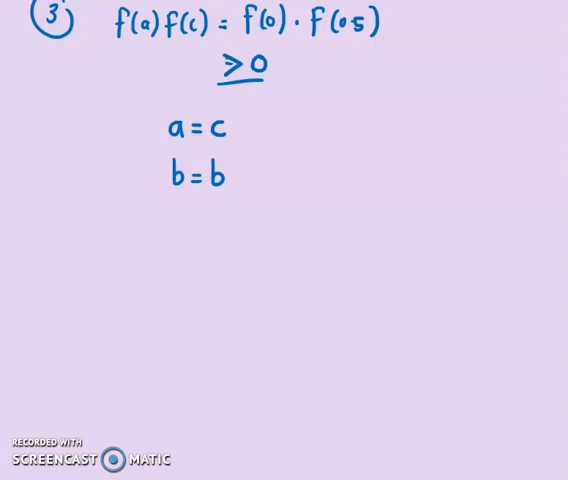 3 f(a) f(c) = f(0) · f(0.5)
≥ 0
a = c
b = b
RECORDED WITH
SCREENCAST MATIC